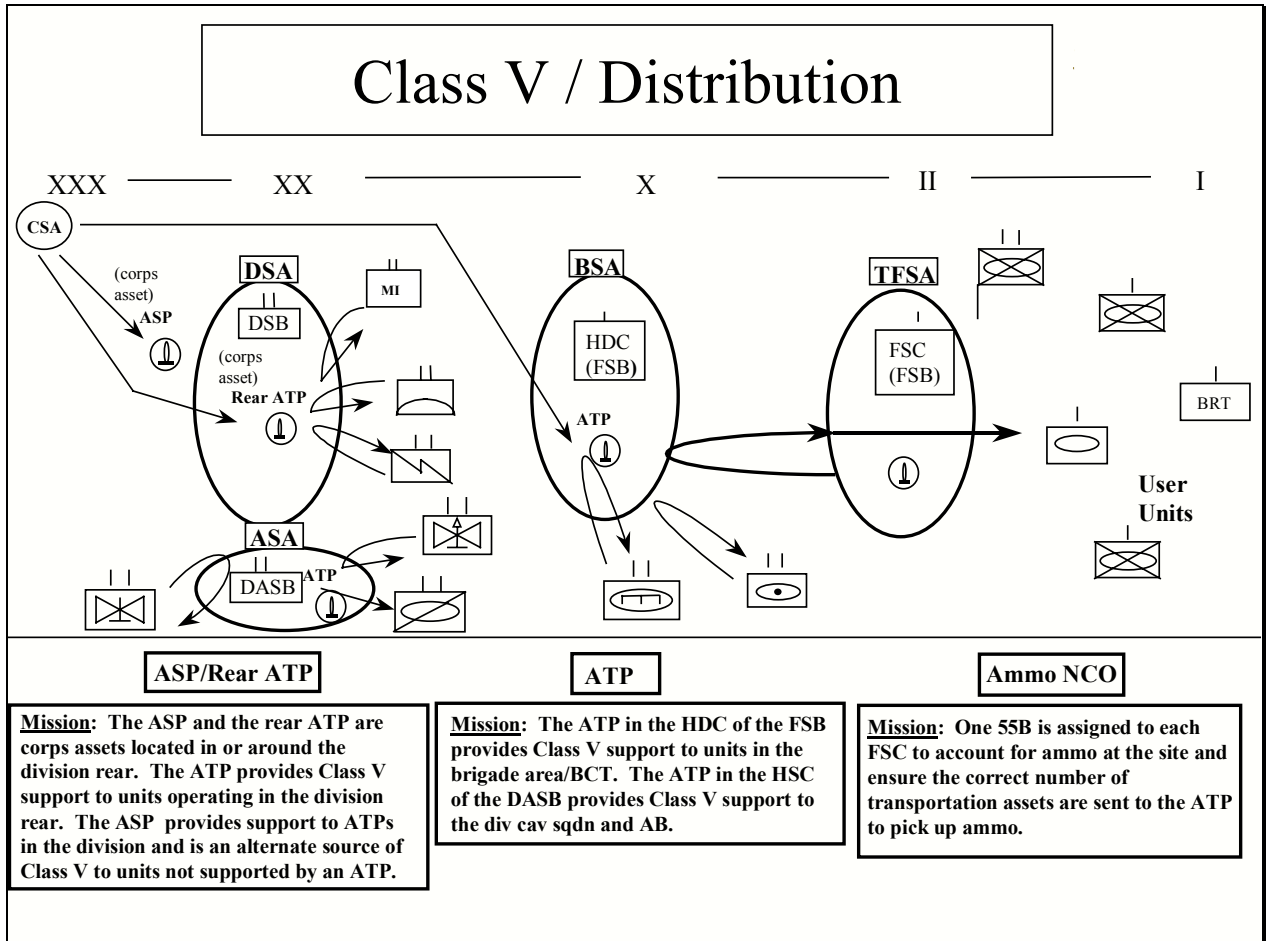 Class V / Distribution
XXX
XX
X
II
I
CSA
(corps
asset)
ASP
DSA
DSB
(corps
asset)
Rear ATP
MI
ASA
DASB
ATP
BSA
HDC
(FSB)
ATP
TFSA
FSC
(FSB)
BRT
User
Units
ASP/Rear ATP
Mission: The ASP and the rear ATP are
corps assets located in or around the
division rear. The ATP provides Class V
support to units operating in the division
rear. The ASP provides support to ATPs
in the division and is an alternate source of
Class V to units not supported by an ATP.
ATP
Mission: The ATP in the HDC of the FSB
provides Class V support to units in the
brigade area/BCT. The ATP in the HSC
of the DASB provides Class V support to
the div cav sqdn and AB.
Ammo NCO
Mission: One 55B is assigned to each
FSC to account for ammo at the site and
ensure the correct number of
transportation assets are sent to the ATP
to pick up ammo.